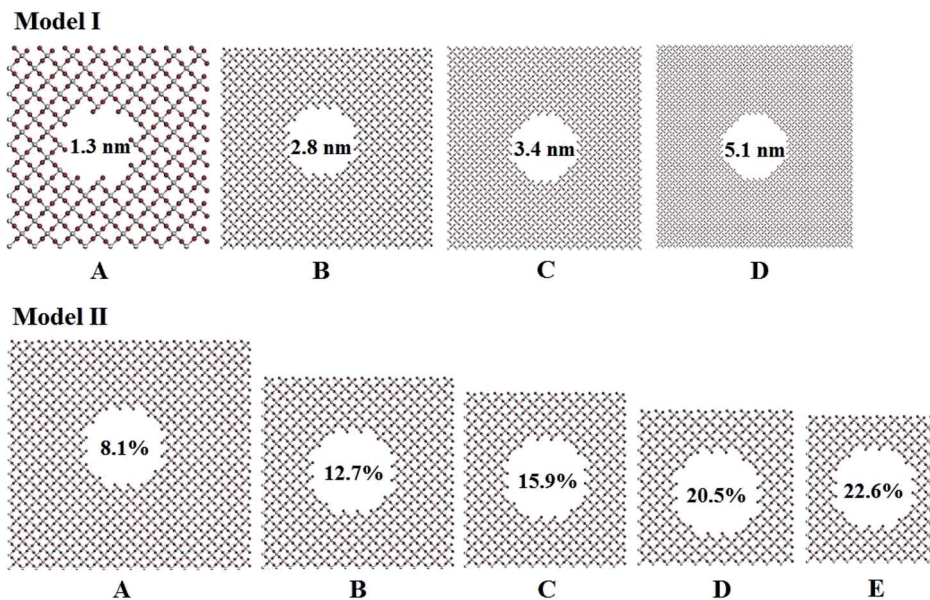 Model I
1.3 nm 2.8 nm 3.4 nm 5.1 nm
A B C D
Model II
8.1% 12.7% 15.9% 20.5% 22.6%
A B C D E